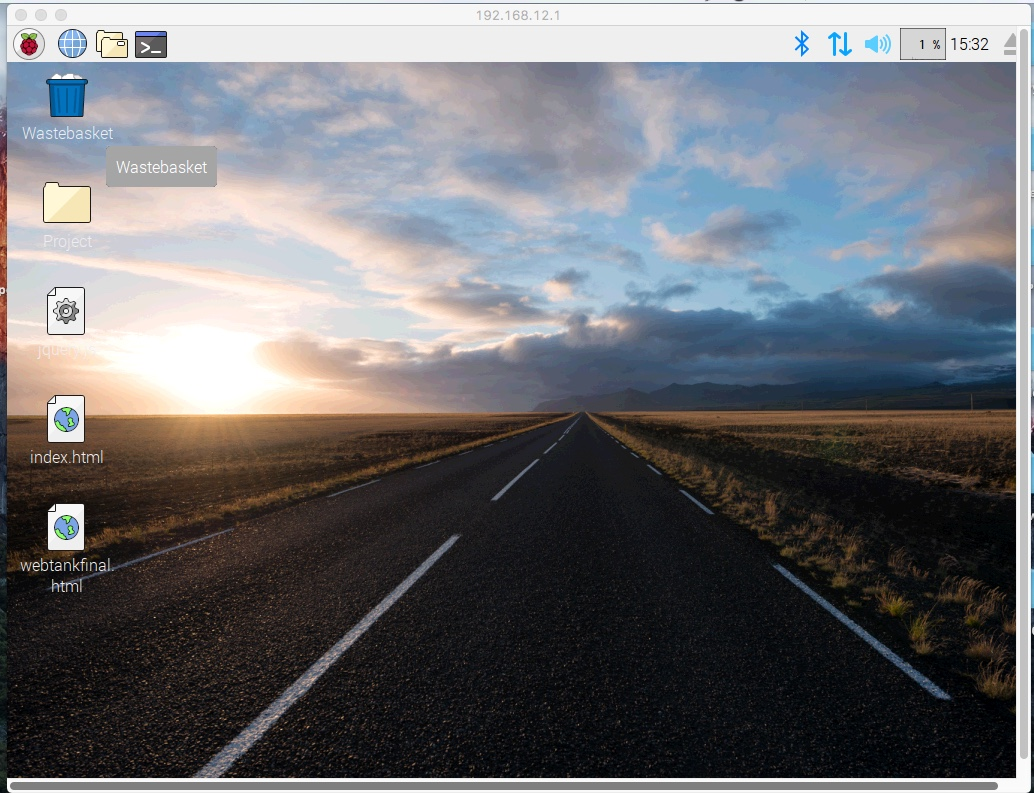 192.168.12.1
1 %
15:32
Wastebasket
Wastebasket
Project
index.html
webtankfinal.
html